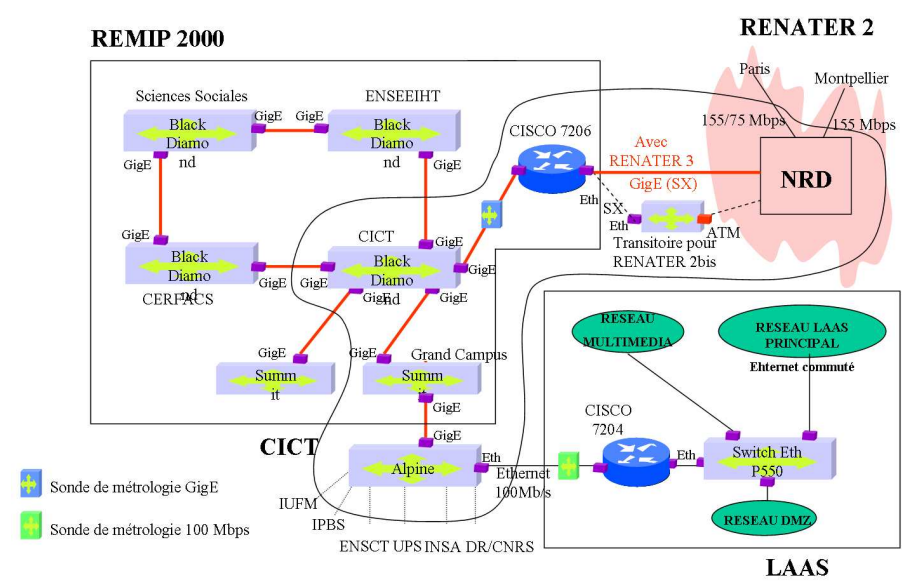 RENATER 2
REMIP 2000
Paris
Montpellier
Sciences Sociales
ENSEEIHT
GigE
GigE
155/75 Mbps
155 Mbps
Black
Diamo
nd
Black
Diamo
nd
CISCO 7206
Avec
RENATER 3
GigE
GigE
GigE (SX)
NRD
Eth
SX
Eth
ATM
CICT
GigE
GigE
Transitoire pour
RENATER 2bis
Black
Diamo
nd
GigE
GigE
Black
Diamo
nd
GigE
CERFACS
GigE
GigE
RESEAU
MULTIMEDIA
RESEAU LAAS
PRINCIPAL
Ehternet commuté
GigE
GigE
Grand Campus
Summ
it
Summ
it
GigE
CISCO
7204
CICT
GigE
Alpine
Eth
Ethernet
100Mb/s
Eth
Switch Eth
P550
Sonde de métrologie GigE
IUFM
IPBS
RESEAU DMZ
Sonde de métrologie 100 Mbps
ENSCT UPS INSA DR/CNRS
LAAS